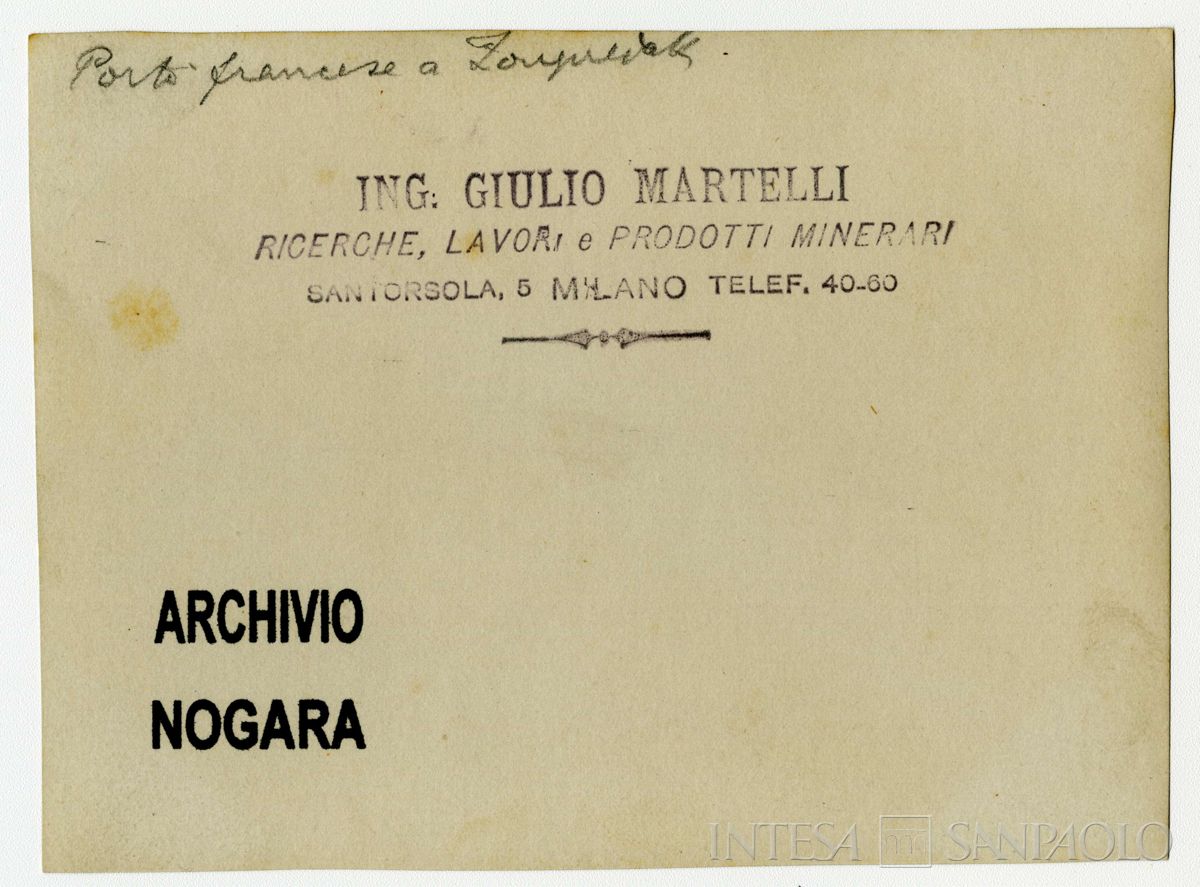 Porto francese a Zonguldak.
ING: GIULIO MARTELLI
RICERCHE, LAVORI e PRODOTTI MINERARI
SANTORSOLA, 5 MILANO TELEF. 40-60
ARCHIVIO
NOGARA
INTESA SANPAOLO